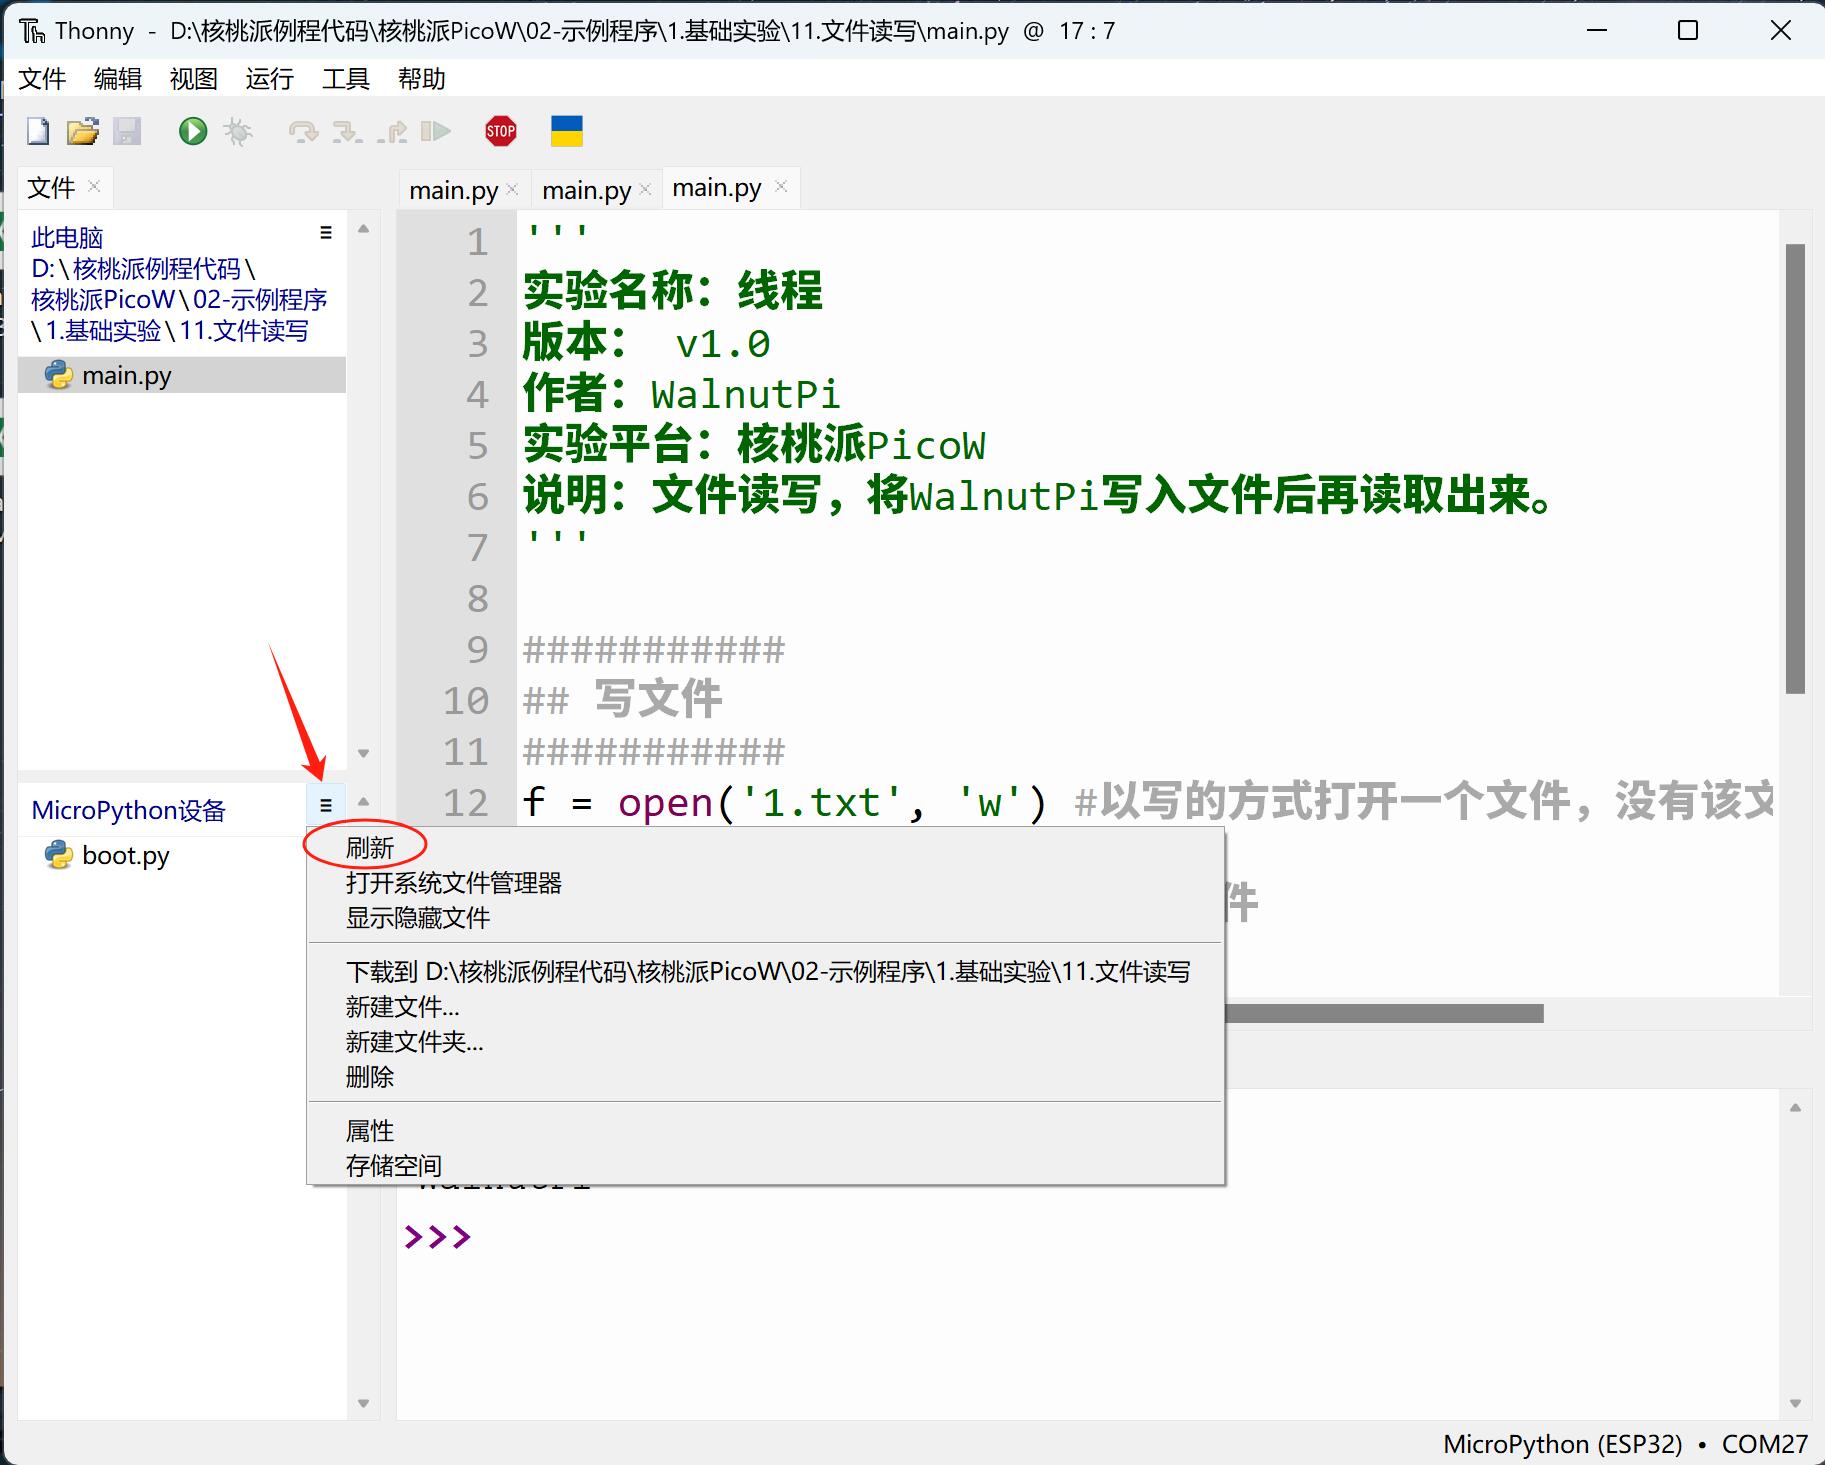 Thonny - D:\核桃派例程代码\核桃派PicoW\02-示例程序\1.基础实验\11.文件读写\main.py @ 17 : 7
文件 编辑 视图 运行 工具 帮助
STOP
文件
此电脑
D:\核桃派例程代码\
核桃派PicoW\02-示例程序
\1.基础实验\11.文件读写
main.py
MicroPython设备
boot.py
main.py main.py main.py
1 '''
2 实验名称：线程
3 版本： v1.0
4 作者：WalnutPi
5 实验平台：核桃派PicoW
6 说明：文件读写，将WalnutPi写入文件后再读取出来。
7 '''
8
9 ###########
10 ## 写文件
11 ###########
12 f = open('1.txt', 'w') #以写的方式打开一个文件，没有该文
件
刷新
打开系统文件管理器
显示隐藏文件
下载到 D:\核桃派例程代码\核桃派PicoW\02-示例程序\1.基础实验\11.文件读写
新建文件...
新建文件夹...
删除
属性
存储空间
>>>
MicroPython (ESP32) • COM27